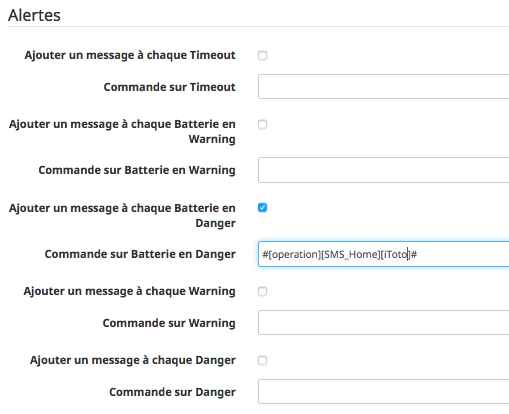 Alertes
Ajouter un message à chaque Timeout
Commande sur Timeout
Ajouter un message à chaque Batterie en
Warning
Commande sur Batterie en Warning
Ajouter un message à chaque Batterie en
Danger
Commande sur Batterie en Danger
#[operation][SMS_Home][iToto]#
Ajouter un message à chaque Warning
Commande sur Warning
Ajouter un message à chaque Danger
Commande sur Danger